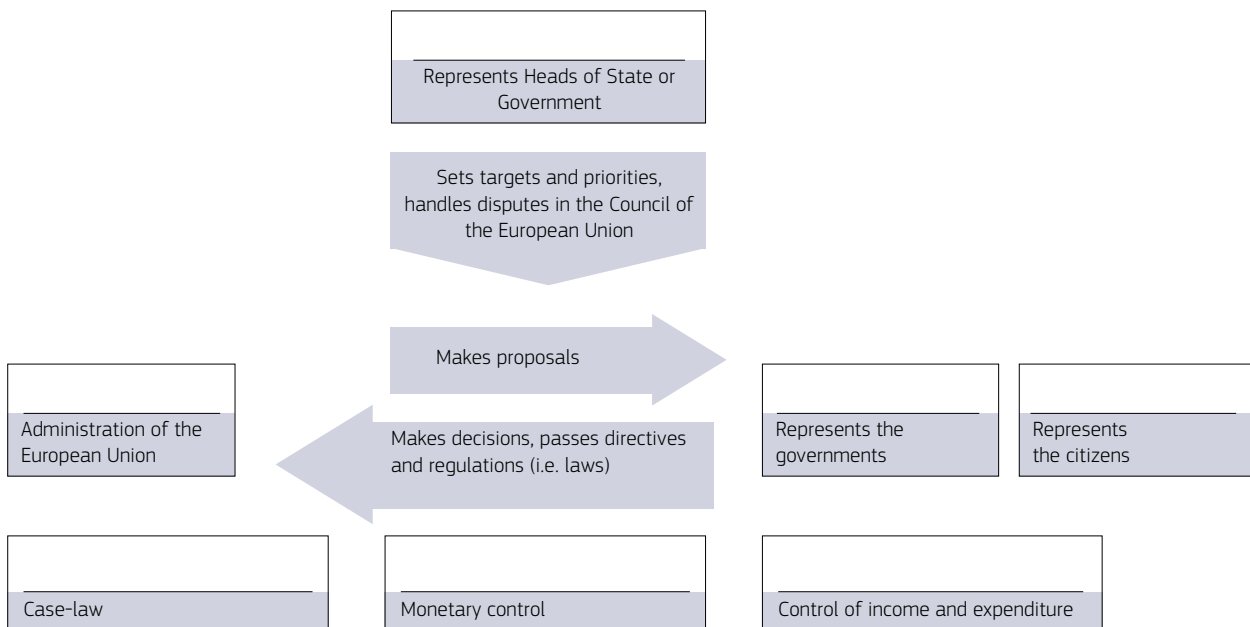 Represents Heads of State or
Government
Sets targets and priorities,
handles disputes in the Council of
the European Union
Makes proposals
Makes decisions, passes directives
and regulations (i.e. laws)
Administration of the
European Union
Represents the
governments
Represents
the citizens
Case-law
Monetary control
Control of income and expenditure